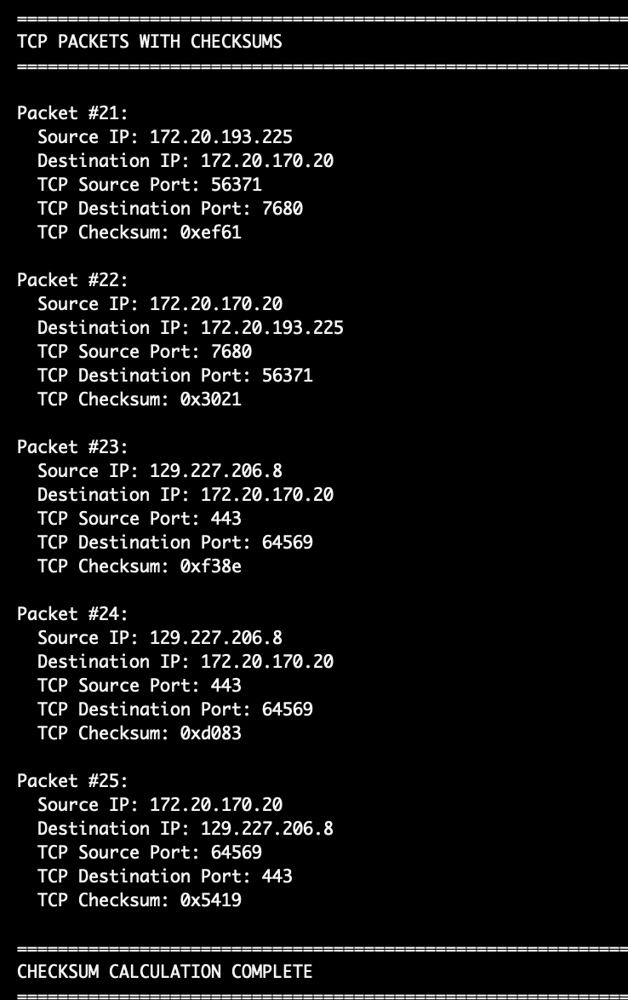 ==============================================================
TCP PACKETS WITH CHECKSUMS
==============================================================
Packet #21:
  Source IP: 172.20.193.225
  Destination IP: 172.20.170.20
  TCP Source Port: 56371
  TCP Destination Port: 7680
  TCP Checksum: 0xef61
Packet #22:
  Source IP: 172.20.170.20
  Destination IP: 172.20.193.225
  TCP Source Port: 7680
  TCP Destination Port: 56371
  TCP Checksum: 0x3021
Packet #23:
  Source IP: 129.227.206.8
  Destination IP: 172.20.170.20
  TCP Source Port: 443
  TCP Destination Port: 64569
  TCP Checksum: 0xf38e
Packet #24:
  Source IP: 129.227.206.8
  Destination IP: 172.20.170.20
  TCP Source Port: 443
  TCP Destination Port: 64569
  TCP Checksum: 0xd083
Packet #25:
  Source IP: 172.20.170.20
  Destination IP: 129.227.206.8
  TCP Source Port: 64569
  TCP Destination Port: 443
  TCP Checksum: 0x5419
==============================================================
CHECKSUM CALCULATION COMPLETE
==============================================================